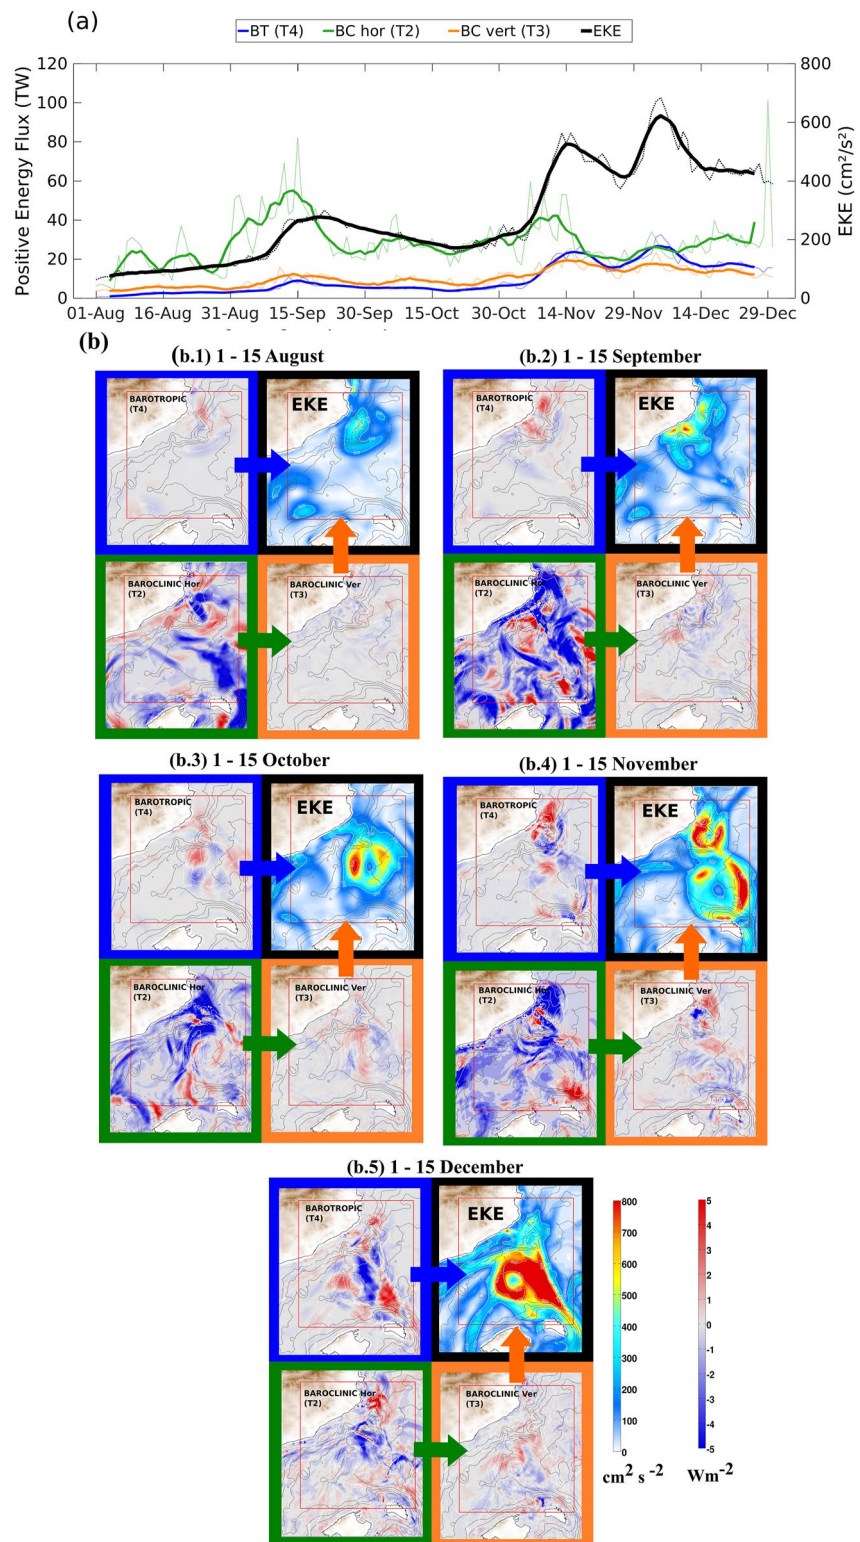 (a)
BT (T4) BC hor (T2) BC vert (T3) EKE
Positive Energy Flux (TW)
120
100
80
60
40
20
0
800
600
400
200
0
EKE (cm²/s²)
01-Aug 16-Aug 31-Aug 15-Sep 30-Sep 15-Oct 30-Oct 14-Nov 29-Nov 14-Dec 29-Dec
(b)
(b.1) 1 - 15 August
BAROTROPIC
(T4)
EKE
BAROCLINIC Hor
(T2)
BAROCLINIC Ver
(T3)
(b.2) 1 - 15 September
BAROTROPIC
(T4)
EKE
BAROCLINIC Hor
(T2)
BAROCLINIC Ver
(T3)
(b.3) 1 - 15 October
BAROTROPIC
(T4)
EKE
BAROCLINIC Hor
(T2)
BAROCLINIC Ver
(T3)
(b.4) 1 - 15 November
BAROTROPIC
(T4)
EKE
BAROCLINIC Hor
(T2)
BAROCLINIC Ver
(T3)
(b.5) 1 - 15 December
BAROTROPIC
(T4)
EKE
BAROCLINIC Hor
(T2)
BAROCLINIC Ver
(T3)
800
700
600
500
400
300
200
100
0
cm² s ⁻²
5
4
3
2
1
0
-1
-2
-3
-4
-5
Wm⁻²